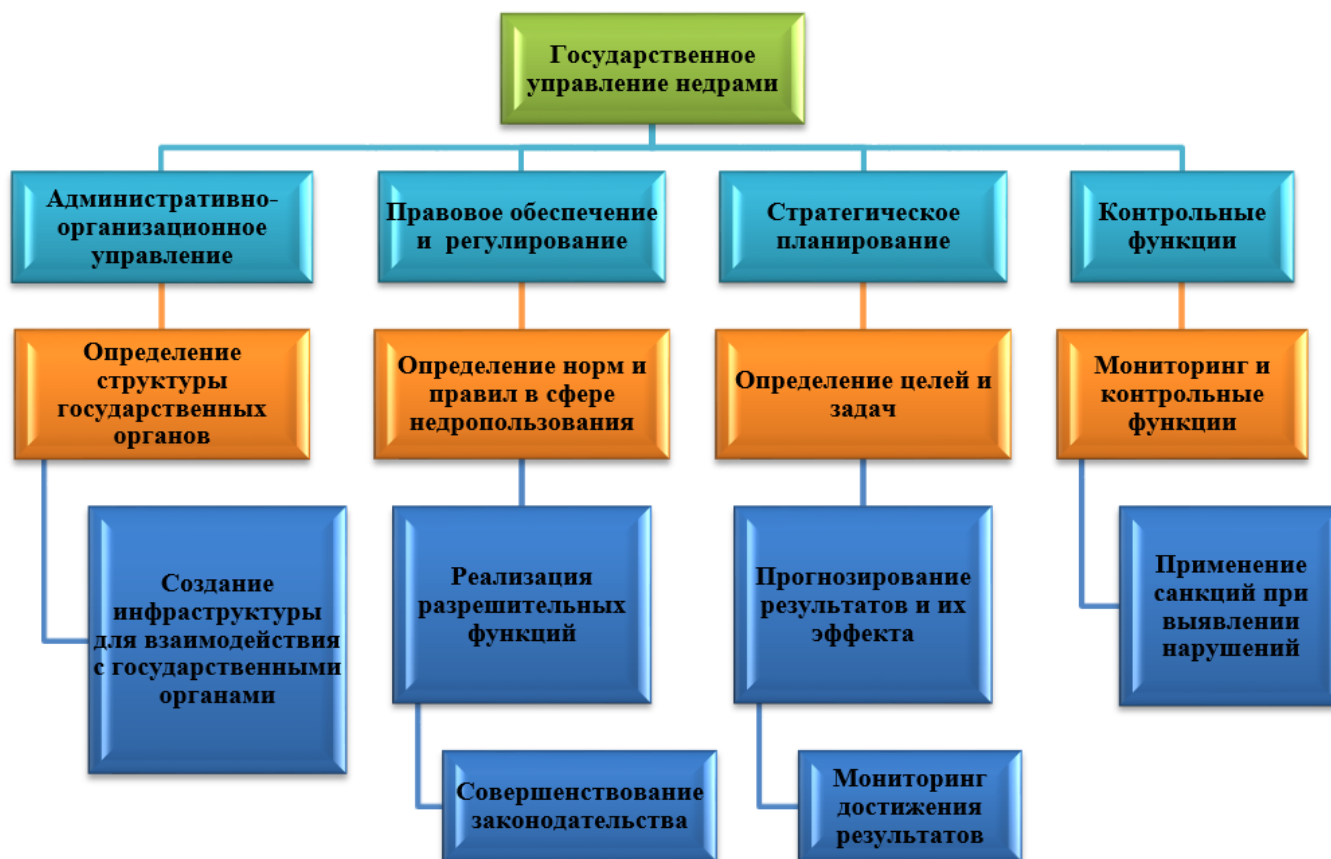 Государственное
управление недрами
Административно-
организационное
управление
Правовое обеспечение
и регулирование
Стратегическое
планирование
Контрольные
функции
Определение
структуры
государственных
органов
Определение норм и
правил в сфере
недропользования
Определение целей и
задач
Мониторинг и
контрольные
функции
Создание
инфраструктуры
для взаимодействия
с государственными
органами
Реализация
разрешительных
функций
Прогнозирование
результатов и их
эффекта
Применение
санкций при
выявлении
нарушений
Совершенствование
законодательства
Мониторинг
достижения
результатов